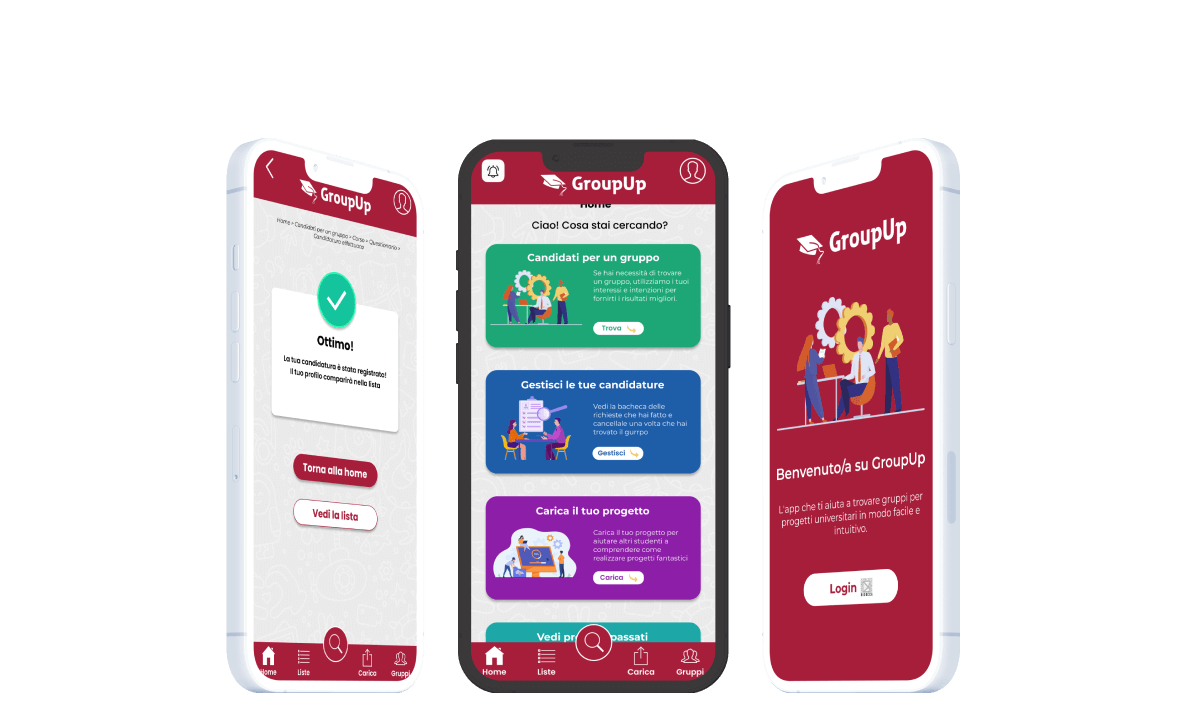 GroupUp
Home > Candidati per un gruppo > Corso > Questionario >
Candidatura effettuata
Ottimo!
La tua candidatura è stata registrata!
Il tuo profilo comparirà nella lista
Torna alla home
Vedi la lista
Home
Liste
Carica
Gruppi
GroupUp
Home
Ciao! Cosa stai cercando?
Candidati per un gruppo
Se hai necessità di trovare
un gruppo, utilizziamo i tuoi
interessi e intenzioni per
fornirti i risultati migliori.
Trova
Gestisci le tue candidature
Vedi la bacheca delle
richieste che hai fatto e
cancellale una volta che hai
trovato il gurrpo
Gestisci
Carica il tuo progetto
Carica il tuo progetto per
aiutare altri studenti a
comprendere come
realizzare progetti fantastici
Carica
Vedi pr passati
Home
Liste
Carica
Gruppi
GroupUp
Benvenuto/a su GroupUp
L'app che ti aiuta a trovare gruppi per
progetti universitari in modo facile e
intuitivo.
Login